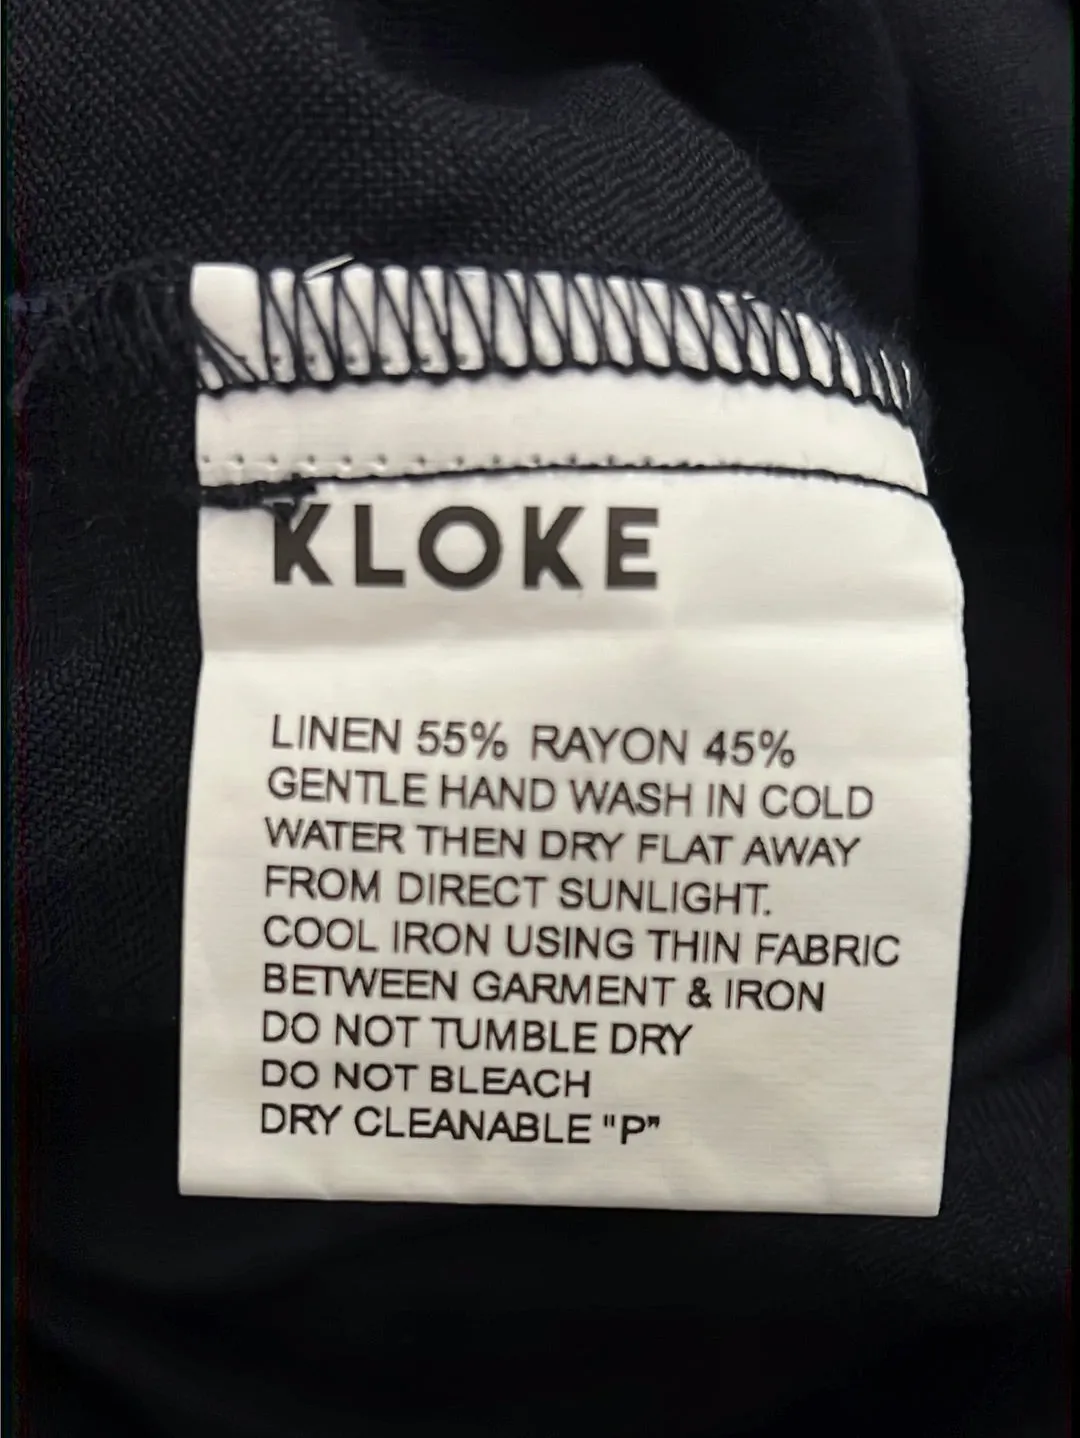 KLOKE
LINEN 55% RAYON 45%
GENTLE HAND WASH IN COLD
WATER THEN DRY FLAT AWAY
FROM DIRECT SUNLIGHT.
COOL IRON USING THIN FABRIC
BETWEEN GARMENT & IRON
DO NOT TUMBLE DRY
DO NOT BLEACH
DRY CLEANABLE "P"